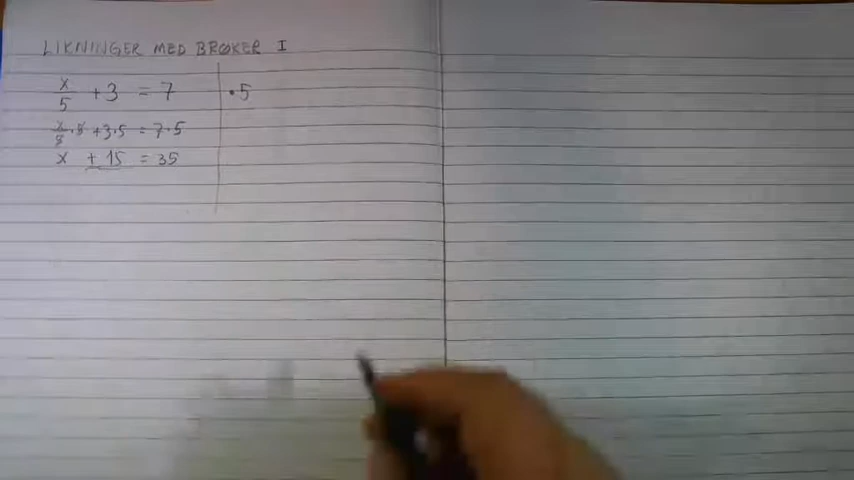 LIKNINGER MED BRØKER I
x/5 + 3 = 7 | •5
x/5 • 5 + 3 • 5 = 7 • 5
x + 15 = 35